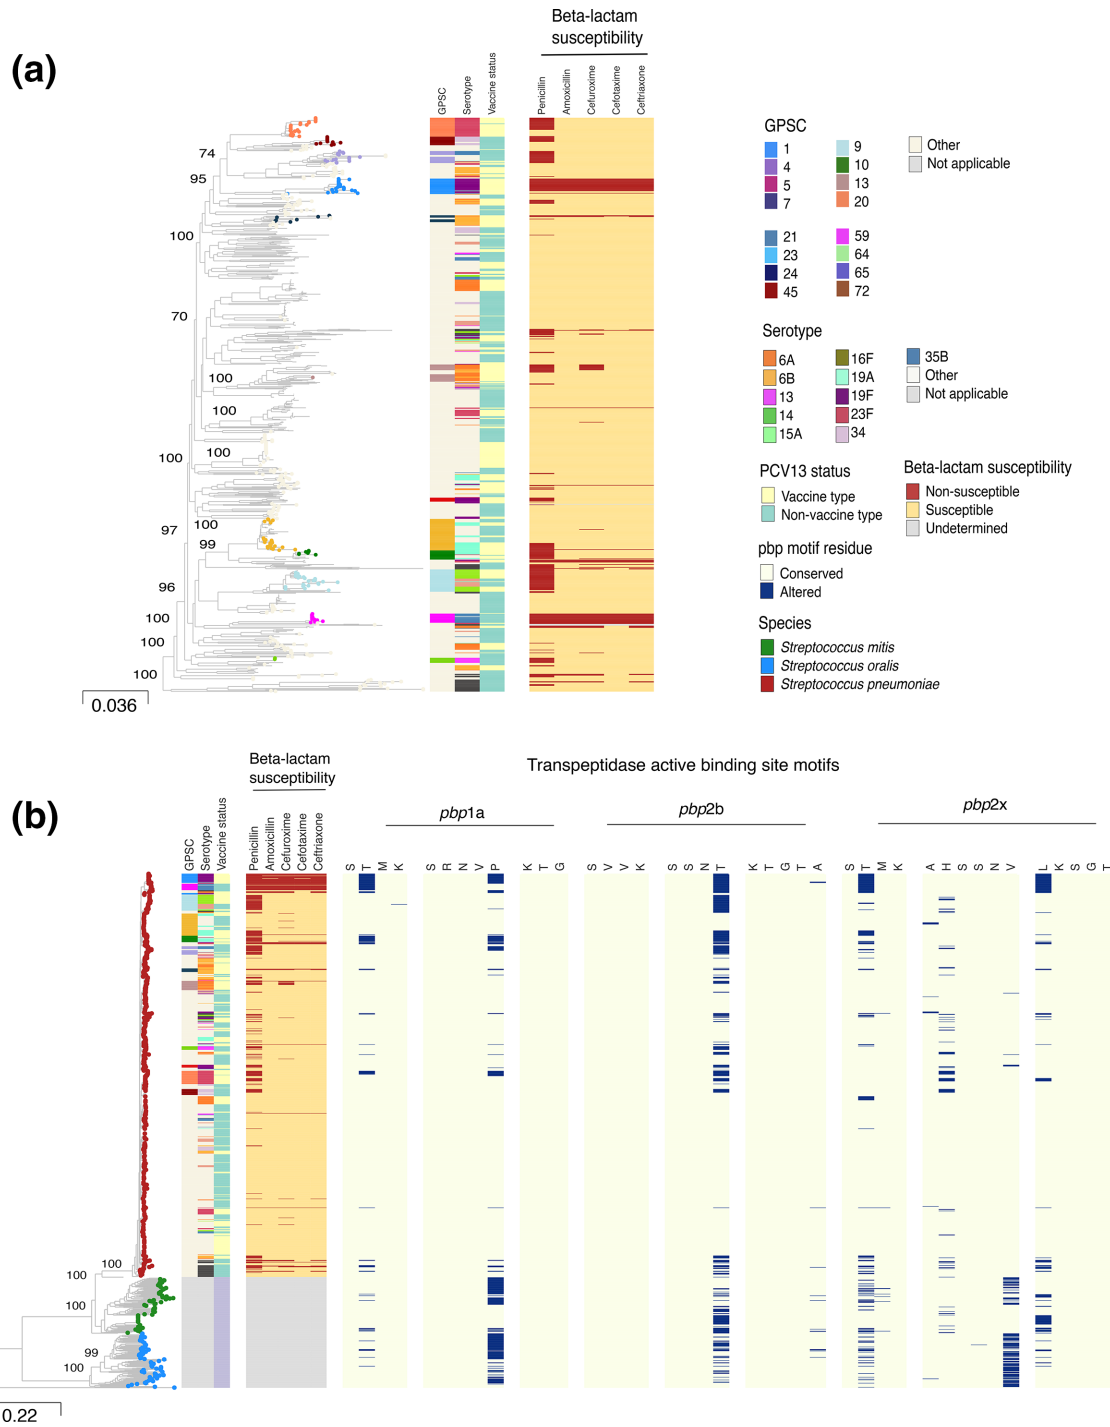 (a)
Beta-lactam
susceptibility
GPSC
Serotype
Vaccine status
Penicillin
Amoxicillin
Cefuroxime
Cefotaxime
Ceftriaxone
74
95
100
70
100
100
100
100
100
97
99
96
100
100
100
0.036
GPSC
1
4
5
7
9
10
13
20
Other
Not applicable
21
23
24
45
59
64
65
72
Serotype
6A
6B
13
14
15A
16F
19A
19F
23F
34
35B
Other
Not applicable
PCV13 status
Vaccine type
Non-vaccine type
Beta-lactam susceptibility
Non-susceptible
Susceptible
Undetermined
pbp motif residue
Conserved
Altered
Species
Streptococcus mitis
Streptococcus oralis
Streptococcus pneumoniae
(b)
Beta-lactam
susceptibility
Transpeptidase active binding site motifs
pbp1a
pbp2b
pbp2x
GPSC
Serotype
Vaccine status
Penicillin
Amoxicillin
Cefuroxime
Cefotaxime
Ceftriaxone
S T M K S R N V P K T G S V V K S S N T K T G T A S T M K A H S S N V L K S G T
100
100
100
99
100
0.22